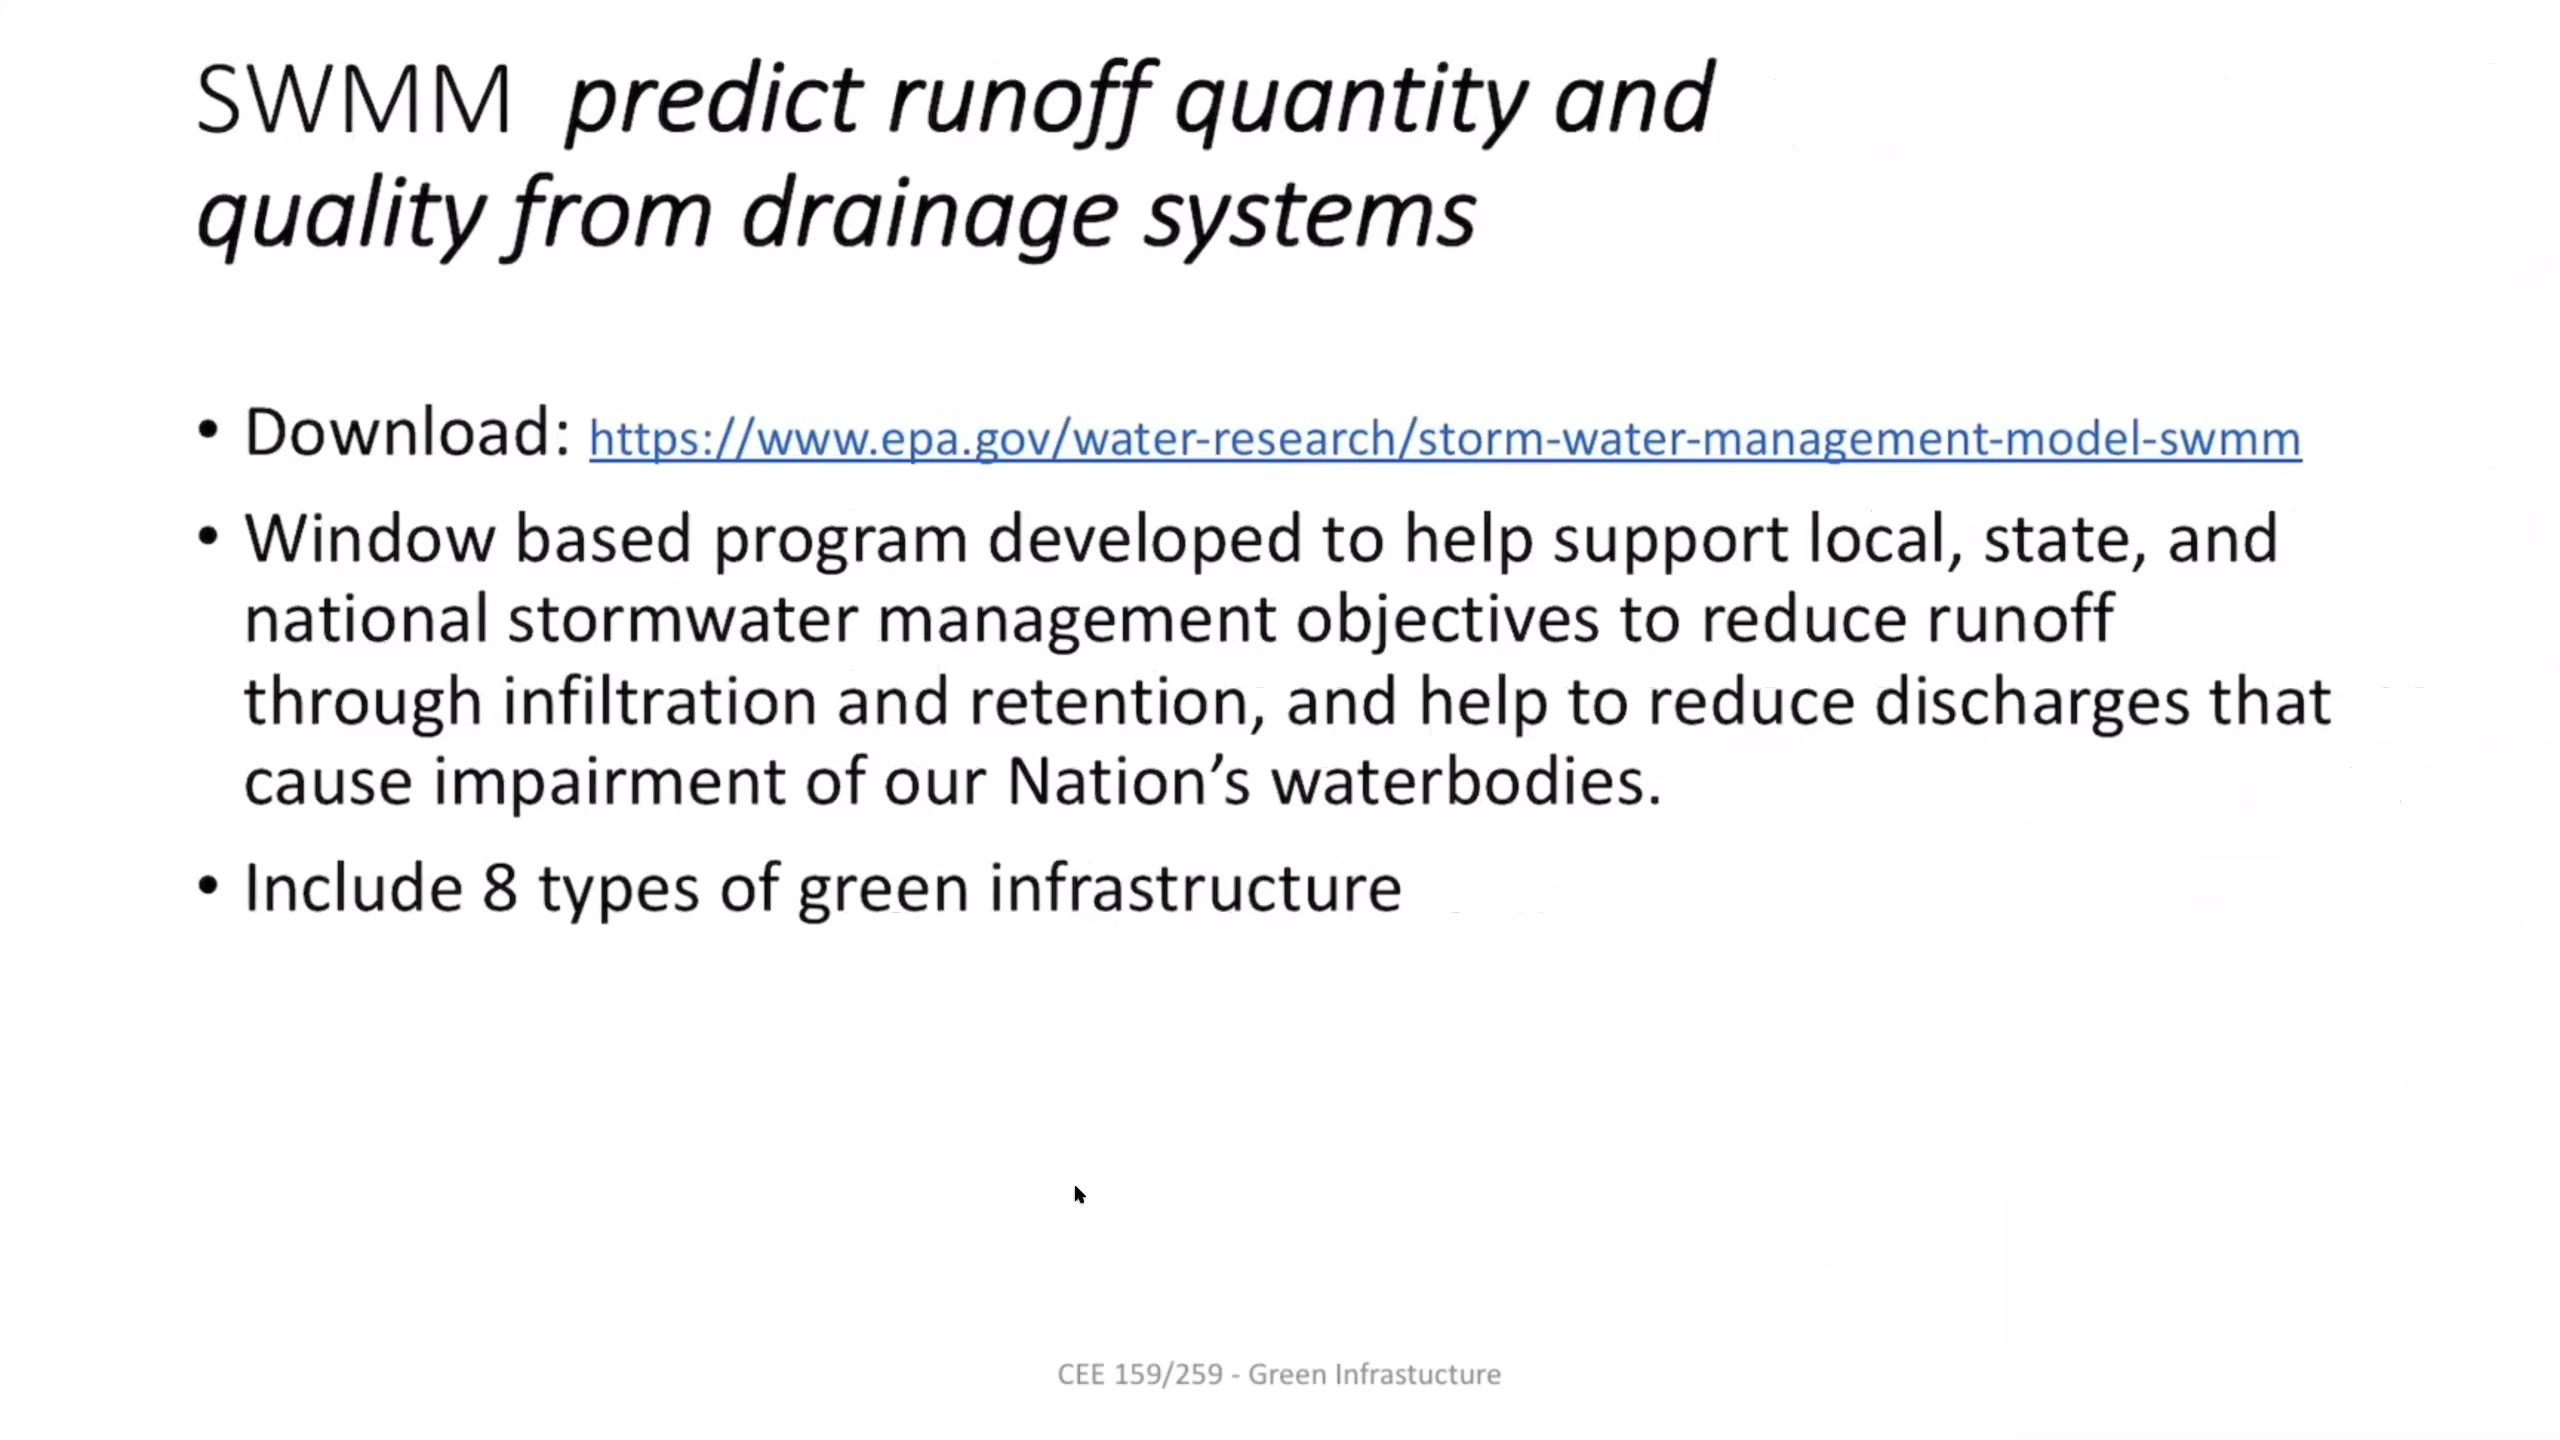 SWMM predict runoff quantity and
quality from drainage systems
• Download: https://www.epa.gov/water-research/storm-water-management-model-swmm
• Window based program developed to help support local, state, and
national stormwater management objectives to reduce runoff
through infiltration and retention, and help to reduce discharges that
cause impairment of our Nation’s waterbodies.
• Include 8 types of green infrastructure
CEE 159/259 - Green Infrastucture